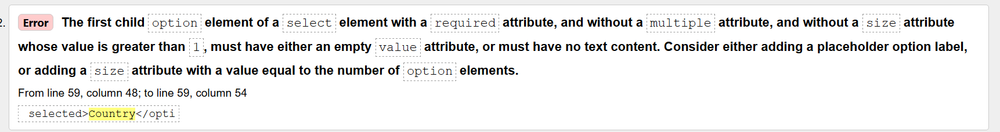 2.
Error The first child option element of a select element with a required attribute, and without a multiple attribute, and without a size attribute
whose value is greater than 1, must have either an empty value attribute, or must have no text content. Consider either adding a placeholder option label,
or adding a size attribute with a value equal to the number of option elements.
From line 59, column 48; to line 59, column 54
selected>Country</opti